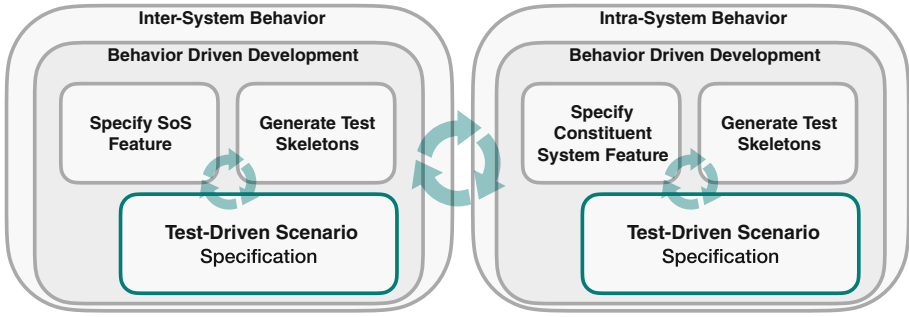 Inter-System Behavior
Behavior Driven Development
Specify SoS
Feature
Generate Test
Skeletons
Test-Driven Scenario
Specification
Intra-System Behavior
Behavior Driven Development
Specify
Constituent
System Feature
Generate Test
Skeletons
Test-Driven Scenario
Specification